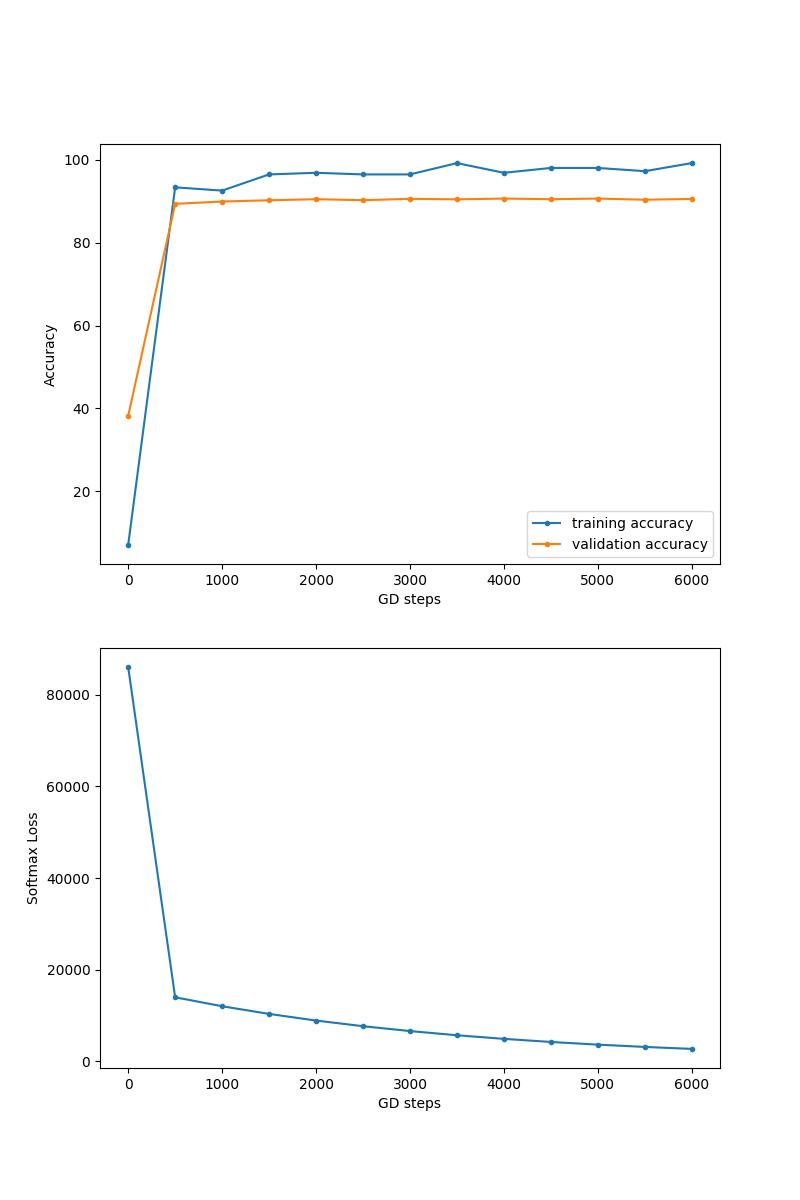 100
80
60
40
20
Accuracy
training accuracy
validation accuracy
0 1000 2000 3000 4000 5000 6000
GD steps
80000
60000
40000
20000
0
Softmax Loss
0 1000 2000 3000 4000 5000 6000
GD steps